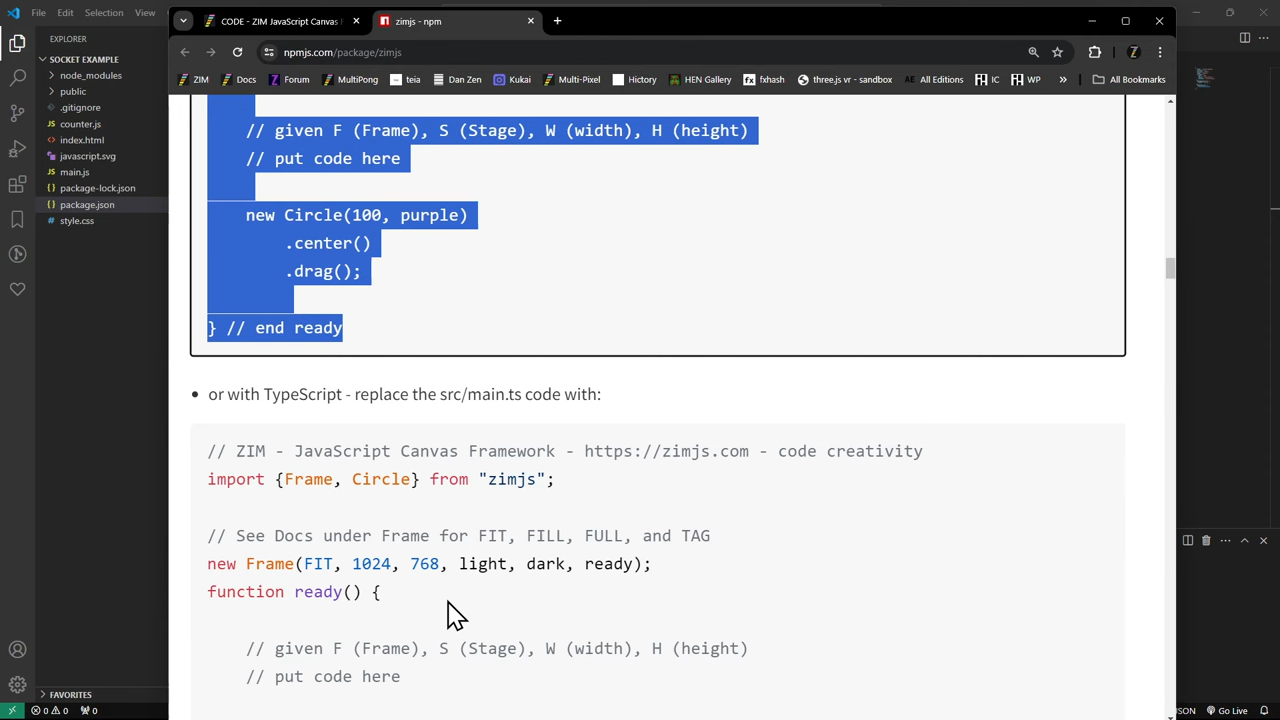 File Edit Selection View
CODE - ZIM JavaScript Canvas
zimjs - npm
EXPLORER
npmjs.com/package/zimjs
SOCKET EXAMPLE
node_modules
public
.gitignore
counter.js
index.html
javascript.svg
main.js
package-lock.json
package.json
style.css
ZIM Docs Forum MultiPong teia Dan Zen Kukai Multi-Pixel Hictory HEN Gallery fxhash three.js vr - sandbox All Editions IC WP » All Bookmarks
// given F (Frame), S (Stage), W (width), H (height)
// put code here
new Circle(100, purple)
.center()
.drag();
} // end ready
or with TypeScript - replace the src/main.ts code with:
// ZIM - JavaScript Canvas Framework - https://zimjs.com - code creativity
import {Frame, Circle} from "zimjs";
// See Docs under Frame for FIT, FILL, FULL, and TAG
new Frame(FIT, 1024, 768, light, dark, ready);
function ready() {
// given F (Frame), S (Stage), W (width), H (height)
// put code here
FAVORITES
0 0 0
JSON Go Live